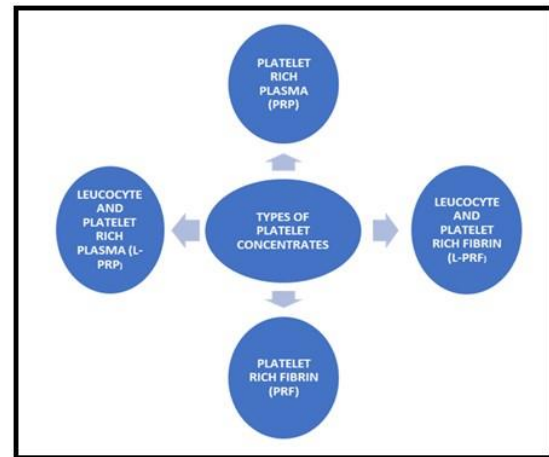 PLATELET
RICH
PLASMA
(PRP)
LEUCOCYTE
AND
PLATELET
RICH
PLASMA (L-
PRP)
TYPES OF
PLATELET
CONCENTRATES
LEUCOCYTE
AND
PLATELET
RICH FIBRIN
(L-PRF)
PLATELET
RICH FIBRIN
(PRF)